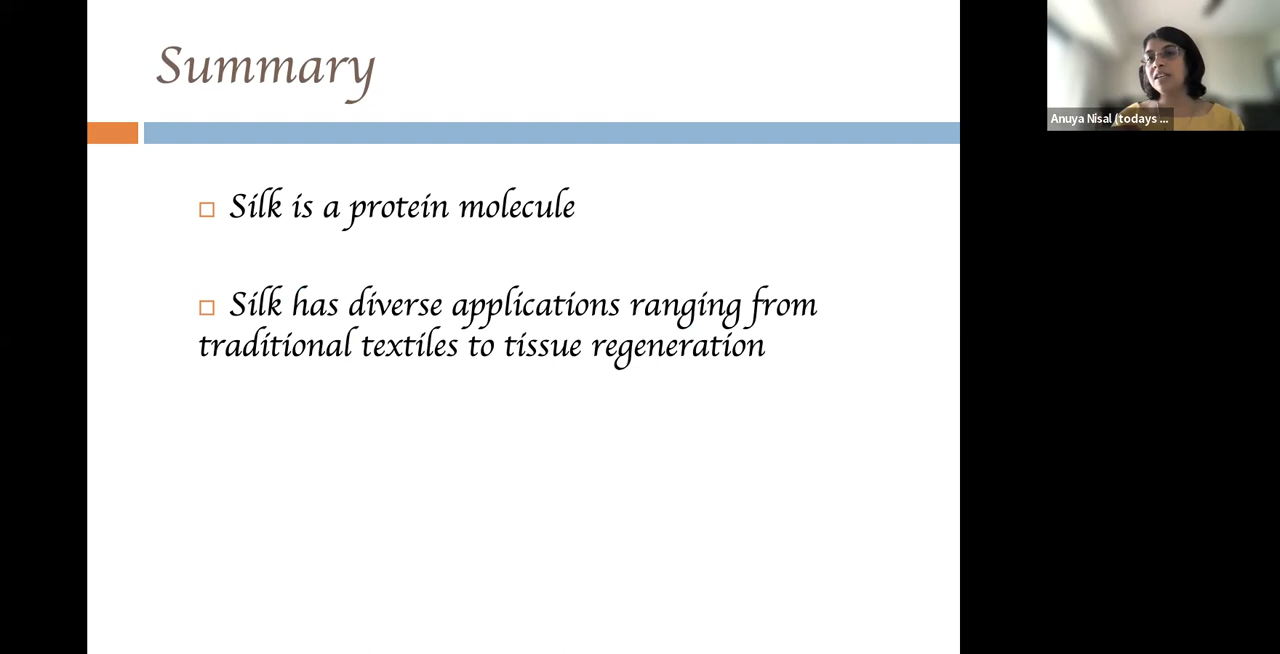 Summary
Silk is a protein molecule
Silk has diverse applications ranging from
traditional textiles to tissue regeneration
Anuya Nisal (todays ...